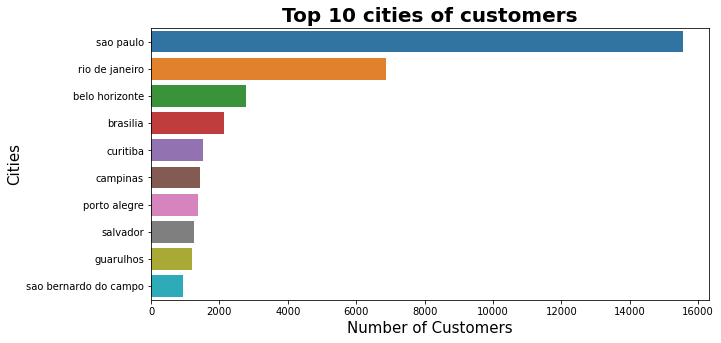 Top 10 cities of customers
Cities
sao paulo
rio de janeiro
belo horizonte
brasilia
curitiba
campinas
porto alegre
salvador
guarulhos
sao bernardo do campo
0 2000 4000 6000 8000 10000 12000 14000 16000
Number of Customers